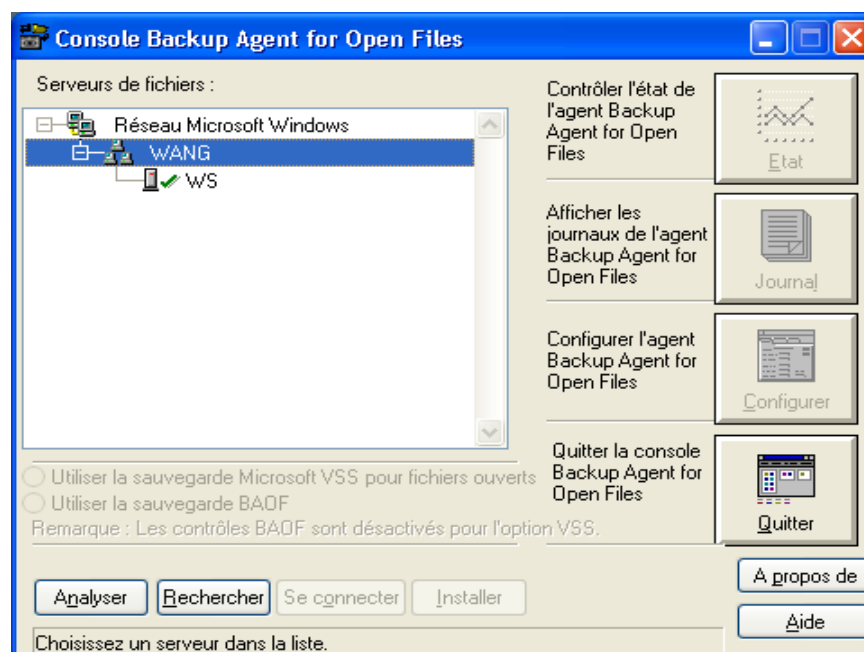 Console Backup Agent for Open Files
Serveurs de fichiers :
Réseau Microsoft Windows
WANG
WS
Utiliser la sauvegarde Microsoft VSS pour fichiers ouverts
Utiliser la sauvegarde BAOF
Remarque : Les contrôles BAOF sont désactivés pour l'option VSS.
Contrôler l'état de
l'agent Backup
Agent for Open
Files
Etat
Afficher les
journaux de l'agent
Backup Agent for
Open Files
Journal
Configurer l'agent
Backup Agent for
Open Files
Configurer
Quitter la console
Backup Agent for
Open Files
Quitter
Analyser
Rechercher
Se connecter
Installer
A propos de
Aide
Choisissez un serveur dans la liste.